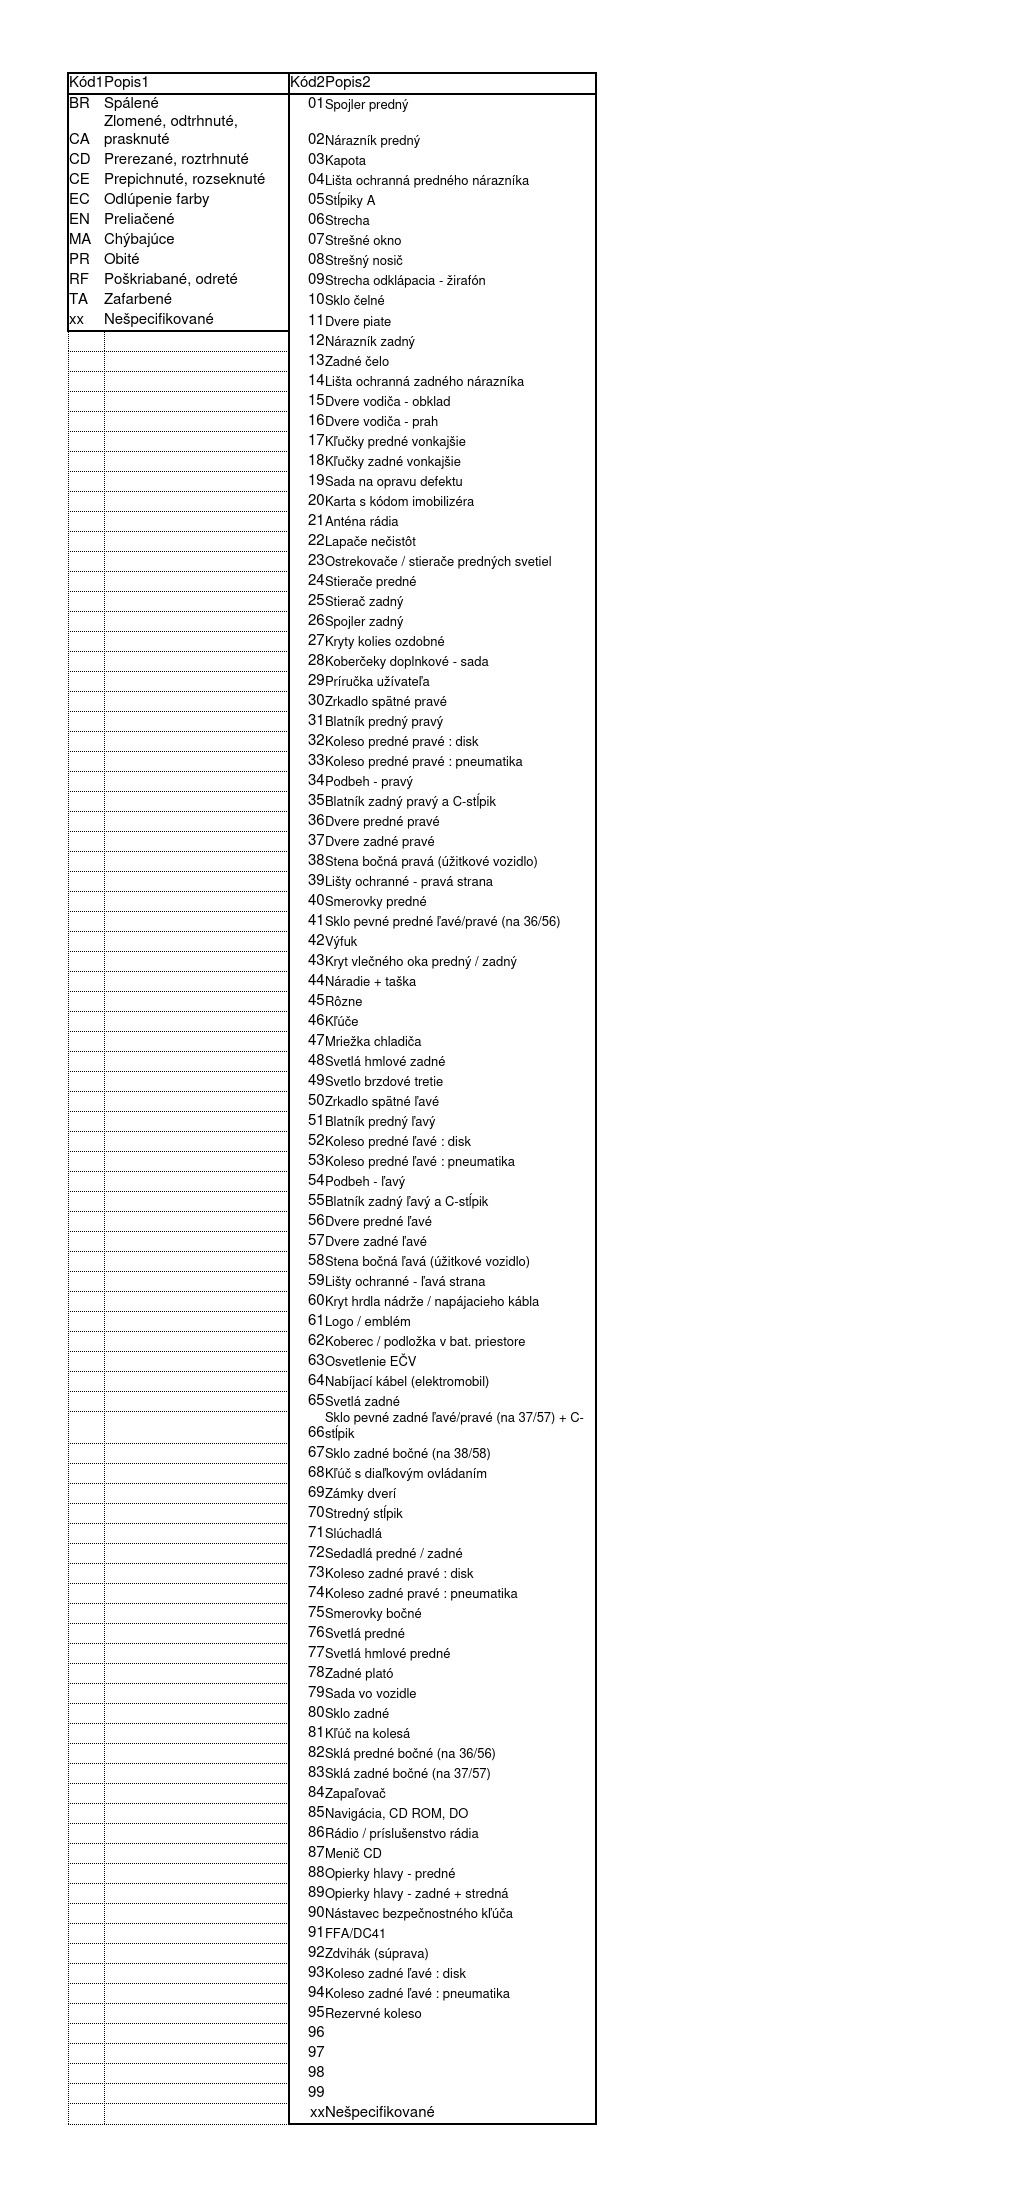 Kód1 Popis1 Kód2 Popis2
BR Spálené 01 Spojler predný
Zlomené, odtrhnuté,
CA prasknuté 02 Nárazník predný
CD Prerezané, roztrhnuté 03 Kapota
CE Prepichnuté, rozseknuté 04 Lišta ochranná predného nárazníka
EC Odlúpenie farby 05 Stĺpiky A
EN Preliačené 06 Strecha
MA Chýbajúce 07 Strešné okno
PR Obité 08 Strešný nosič
RF Poškriabané, odreté 09 Strecha odklápacia - žirafón
TA Zafarbené 10 Sklo čelné
xx Nešpecifikované 11 Dvere piate
12 Nárazník zadný
13 Zadné čelo
14 Lišta ochranná zadného nárazníka
15 Dvere vodiča - obklad
16 Dvere vodiča - prah
17 Kľučky predné vonkajšie
18 Kľučky zadné vonkajšie
19 Sada na opravu defektu
20 Karta s kódom imobilizéra
21 Anténa rádia
22 Lapače nečistôt
23 Ostrekovače / stierače predných svetiel
24 Stierače predné
25 Stierač zadný
26 Spojler zadný
27 Kryty kolies ozdobné
28 Koberčeky doplnkové - sada
29 Príručka užívateľa
30 Zrkadlo spätné pravé
31 Blatník predný pravý
32 Koleso predné pravé : disk
33 Koleso predné pravé : pneumatika
34 Podbeh - pravý
35 Blatník zadný pravý a C-stĺpik
36 Dvere predné pravé
37 Dvere zadné pravé
38 Stena bočná pravá (úžitkové vozidlo)
39 Lišty ochranné - pravá strana
40 Smerovky predné
41 Sklo pevné predné ľavé/pravé (na 36/56)
42 Výfuk
43 Kryt vlečného oka predný / zadný
44 Náradie + taška
45 Rôzne
46 Kľúče
47 Mriežka chladiča
48 Svetlá hmlové zadné
49 Svetlo brzdové tretie
50 Zrkadlo spätné ľavé
51 Blatník predný ľavý
52 Koleso predné ľavé : disk
53 Koleso predné ľavé : pneumatika
54 Podbeh - ľavý
55 Blatník zadný ľavý a C-stĺpik
56 Dvere predné ľavé
57 Dvere zadné ľavé
58 Stena bočná ľavá (úžitkové vozidlo)
59 Lišty ochranné - ľavá strana
60 Kryt hrdla nádrže / napájacieho kábla
61 Logo / emblém
62 Koberec / podložka v bat. priestore
63 Osvetlenie EČV
64 Nabíjací kábel (elektromobil)
65 Svetlá zadné
Sklo pevné zadné ľavé/pravé (na 37/57) + C-
66 stĺpik
67 Sklo zadné bočné (na 38/58)
68 Kľúč s diaľkovým ovládaním
69 Zámky dverí
70 Stredný stĺpik
71 Slúchadlá
72 Sedadlá predné / zadné
73 Koleso zadné pravé : disk
74 Koleso zadné pravé : pneumatika
75 Smerovky bočné
76 Svetlá predné
77 Svetlá hmlové predné
78 Zadné plató
79 Sada vo vozidle
80 Sklo zadné
81 Kľúč na kolesá
82 Sklá predné bočné (na 36/56)
83 Sklá zadné bočné (na 37/57)
84 Zapaľovač
85 Navigácia, CD ROM, DO
86 Rádio / príslušenstvo rádia
87 Menič CD
88 Opierky hlavy - predné
89 Opierky hlavy - zadné + stredná
90 Nástavec bezpečnostného kľúča
91 FFA/DC41
92 Zdvihák (súprava)
93 Koleso zadné ľavé : disk
94 Koleso zadné ľavé : pneumatika
95 Rezervné koleso
96
97
98
99
xx Nešpecifikované